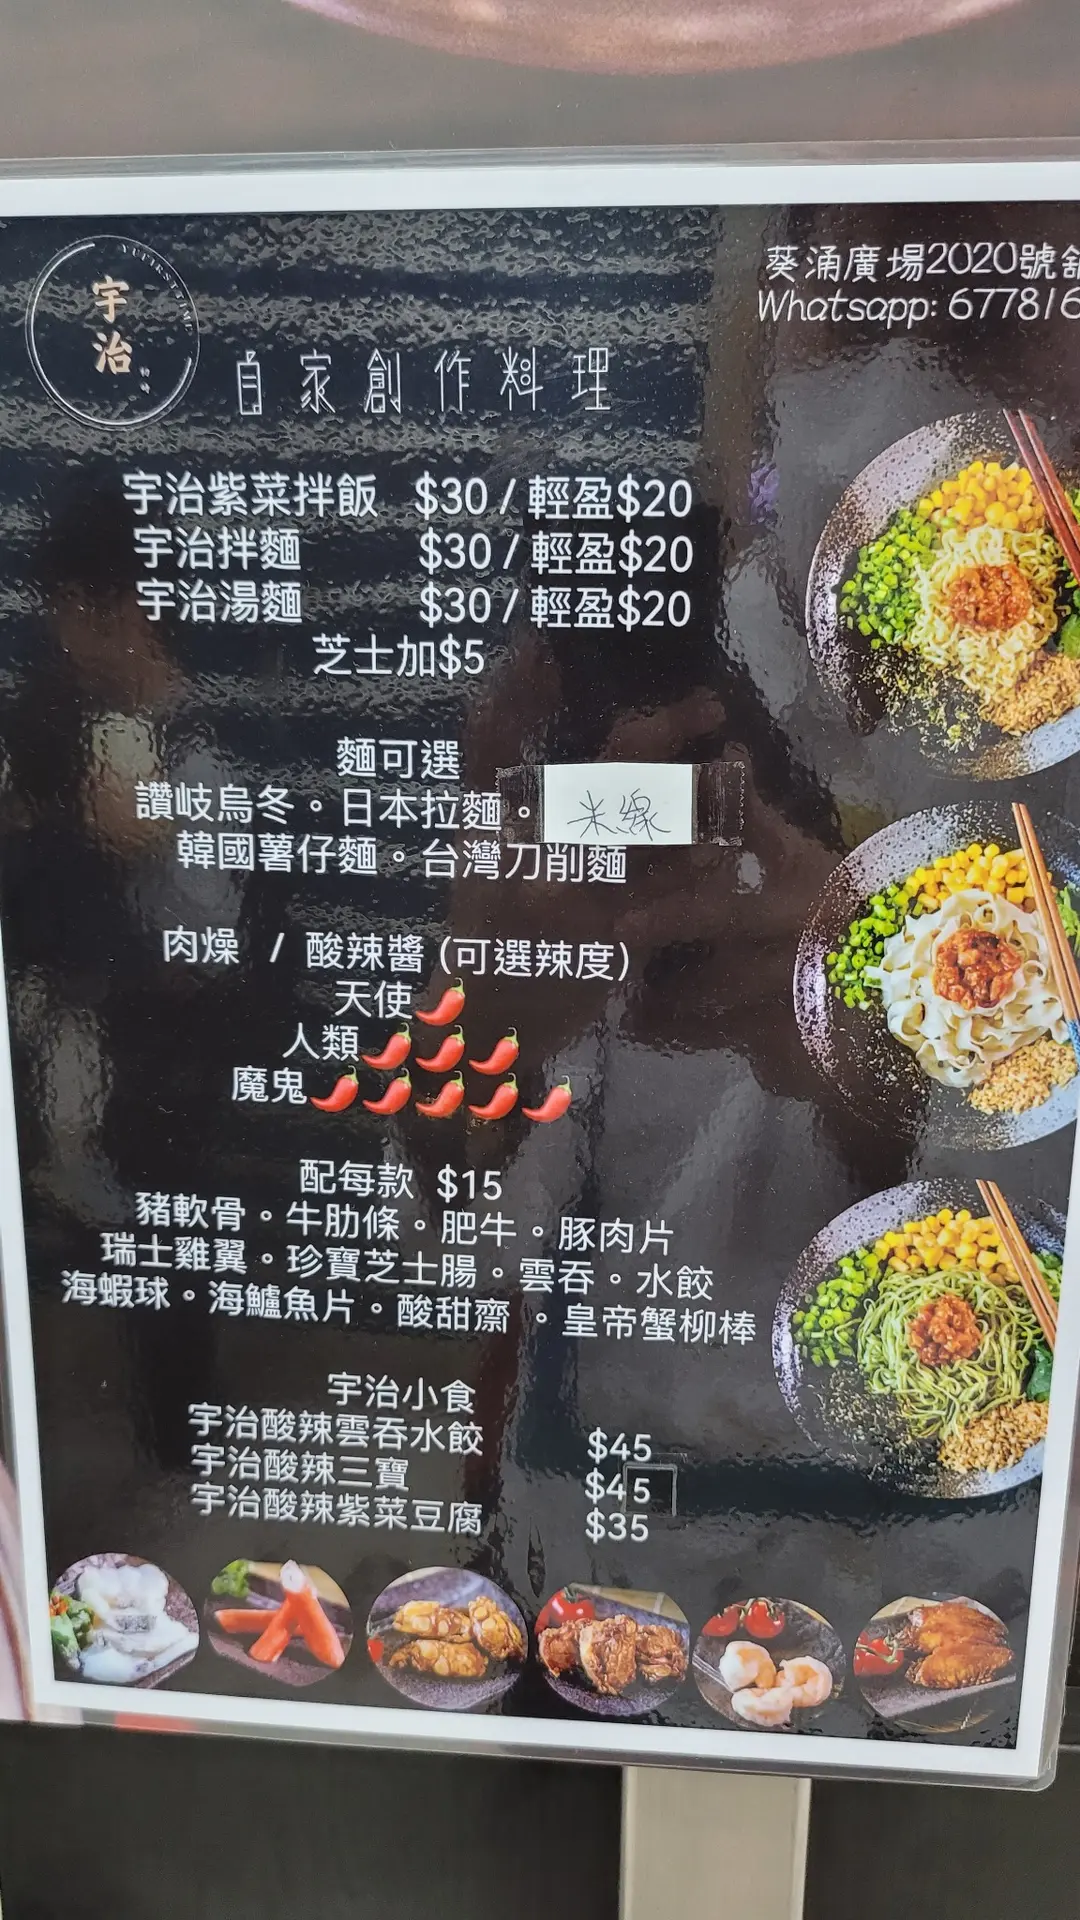 宇治
葵涌廣場2020號舖
Whatsapp: 677816
自家創作料理
宇治紫菜拌飯 $30 / 輕盈$20
宇治拌麵 $30 / 輕盈$20
宇治湯麵 $30 / 輕盈$20
芝士加$5
麵可選
讚岐烏冬。日本拉麵。米線
韓國薯仔麵。台灣刀削麵
肉燥 / 酸辣醬 (可選辣度)
天使
人類
魔鬼
配每款 $15
豬軟骨。牛肋條。肥牛。豚肉片
瑞士雞翼。珍寶芝士腸。雲吞。水餃
海蝦球。海鱸魚片。酸甜齋。皇帝蟹柳棒
宇治小食
宇治酸辣雲吞水餃 $45
宇治酸辣三寶 $45
宇治酸辣紫菜豆腐 $35